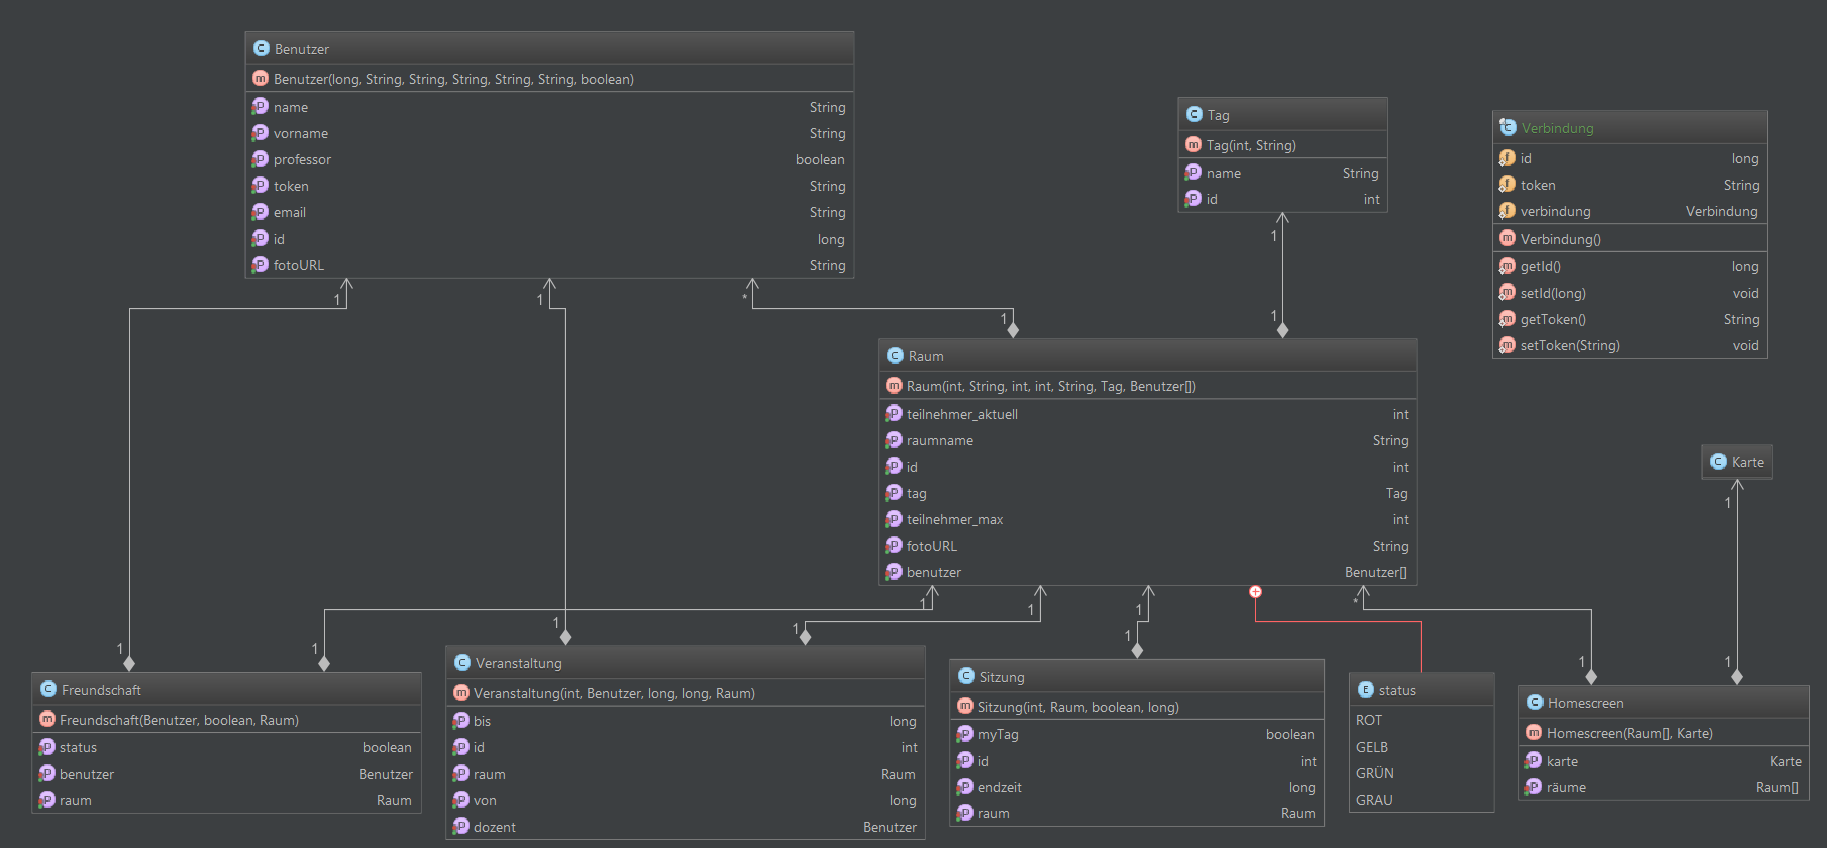 Benutzer
Benutzer(long, String, String, String, String, String, boolean)
name String
vorname String
professor boolean
token String
email String
id long
fotoURL String
Tag
Tag(int, String)
name String
id int
Verbindung
id long
token String
verbindung Verbindung
Verbindung()
getId() long
setId(long) void
getToken() String
setToken(String) void
1 1 * 1
1 1
Raum
Raum(int, String, int, int, String, Tag, Benutzer[])
teilnehmer_aktuell int
raumname String
id int
tag Tag
teilnehmer_max int
fotoURL String
benutzer Benutzer[]
Karte
1 1
1 1 1 *
1 1 1 1 1 1
Freundschaft
Freundschaft(Benutzer, boolean, Raum)
status boolean
benutzer Benutzer
raum Raum
Veranstaltung
Veranstaltung(int, Benutzer, long, long, Raum)
bis long
id int
raum Raum
von long
dozent Benutzer
Sitzung
Sitzung(int, Raum, boolean, long)
myTag boolean
id int
endzeit long
raum Raum
status
ROT
GELB
GRÜN
GRAU
Homescreen
Homescreen(Raum[], Karte)
karte Karte
räume Raum[]